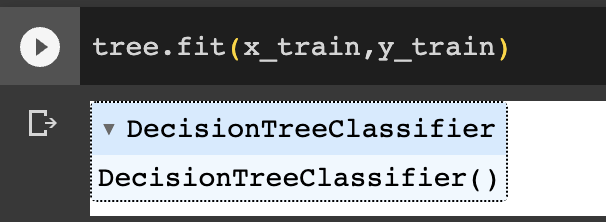 tree.fit(x_train,y_train)
▼ DecisionTreeClassifier
DecisionTreeClassifier()